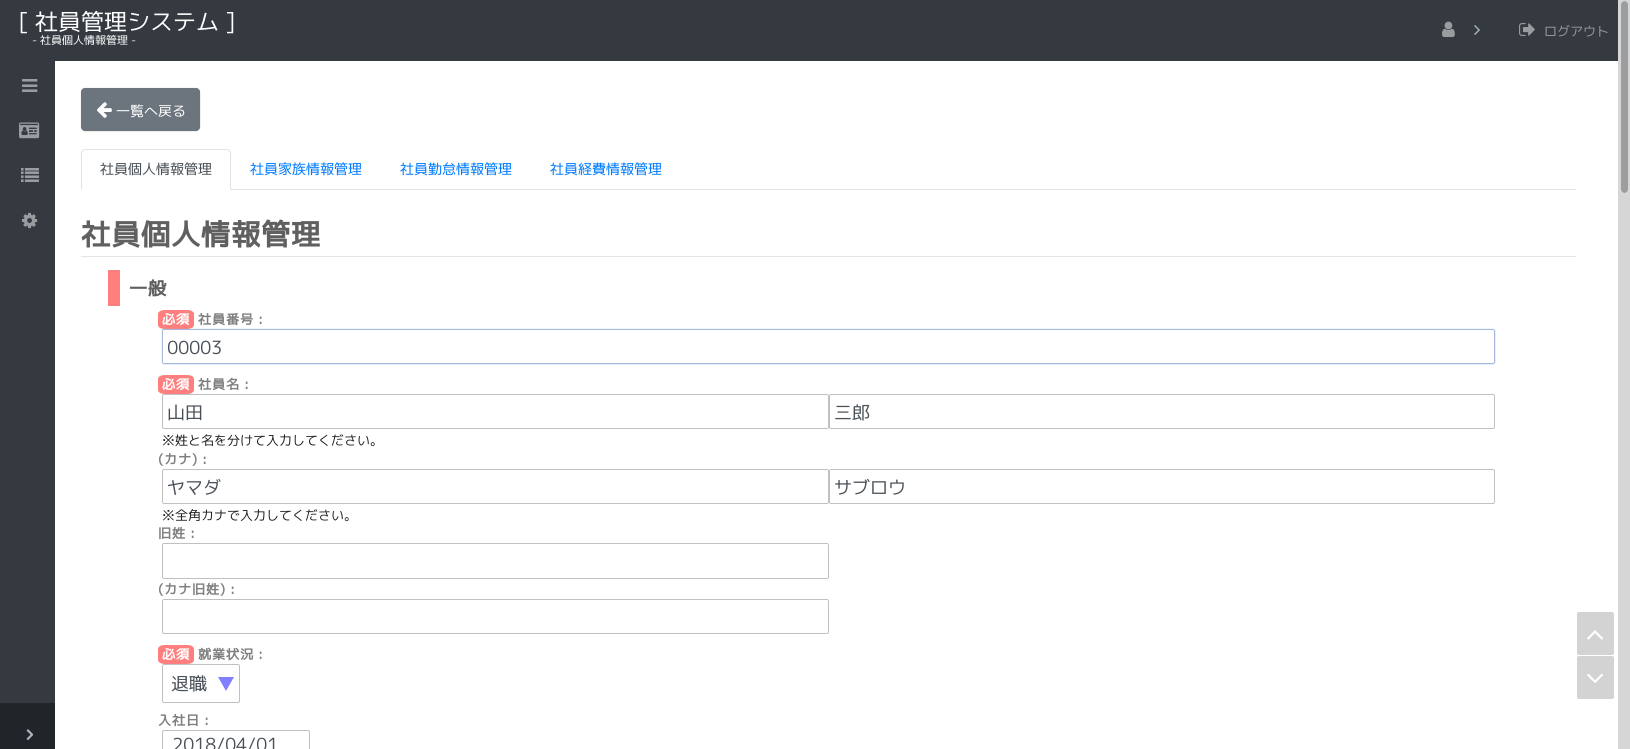 [ 社員管理システム ]
- 社員個人情報管理 -
ログアウト
一覧へ戻る
社員個人情報管理 社員家族情報管理 社員勤怠情報管理 社員経費情報管理
社員個人情報管理
一般
必須 社員番号 :
00003
必須 社員名 :
山田 三郎
※姓と名を分けて入力してください。
(カナ) :
ヤマダ サブロウ
※全角カナで入力してください。
旧姓 :
(カナ旧姓) :
必須 就業状況 :
退職 ▼
入社日 :
2018/04/01